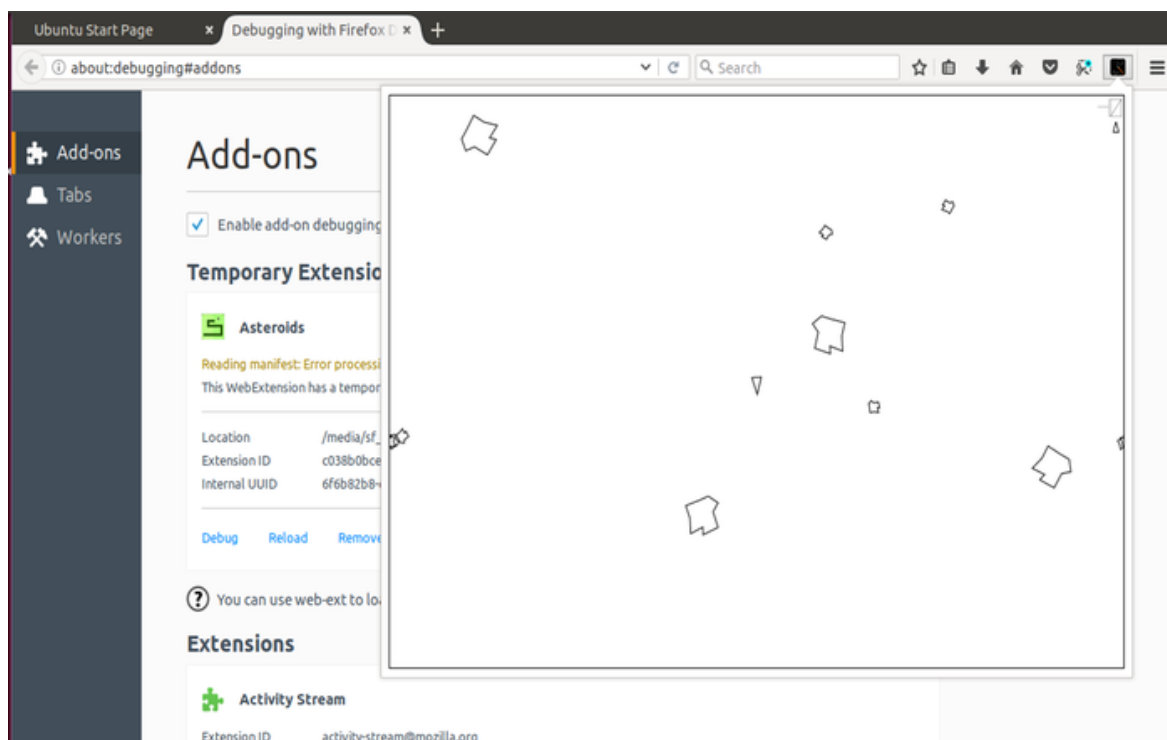 Ubuntu Start Page
Debugging with Firefox D
about:debugging#addons
Search
Add-ons
Tabs
Workers
Add-ons
Enable add-on debugging
Temporary Extensio
Asteroids
Reading manifest: Error processi
This WebExtension has a tempor
Location /media/sf_
Extension ID c038b0bce
Internal UUID 6f6b82b8-
Debug Reload Remove
You can use web-ext to lo
Extensions
Activity Stream
Extension ID activity-stream@mozilla.org